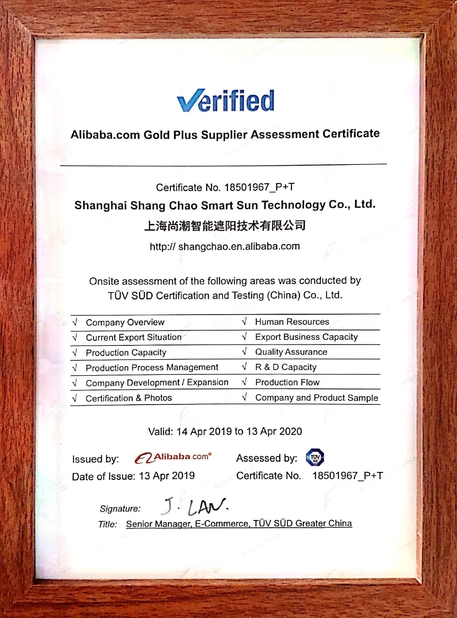 Verified
Alibaba.com Gold Plus Supplier Assessment Certificate
Certificate No. 18501967_P+T
Shanghai Shang Chao Smart Sun Technology Co., Ltd.
上海尚潮智能遮阳技术有限公司
http:// shangchao.en.alibaba.com
Onsite assessment of the following areas was conducted by
TÜV SÜD Certification and Testing (China) Co., Ltd.
√ Company Overview √ Human Resources
√ Current Export Situation √ Export Business Capacity
√ Production Capacity √ Quality Assurance
√ Production Process Management √ R & D Capacity
√ Company Development / Expansion √ Production Flow
√ Certification & Photos √ Company and Product Sample
Valid: 14 Apr 2019 to 13 Apr 2020
Issued by: Alibaba.com® Assessed by: TÜV
Date of Issue: 13 Apr 2019 Certificate No. 18501967_P+T
Signature: J. LAN.
Title: Senior Manager, E-Commerce, TÜV SÜD Greater China